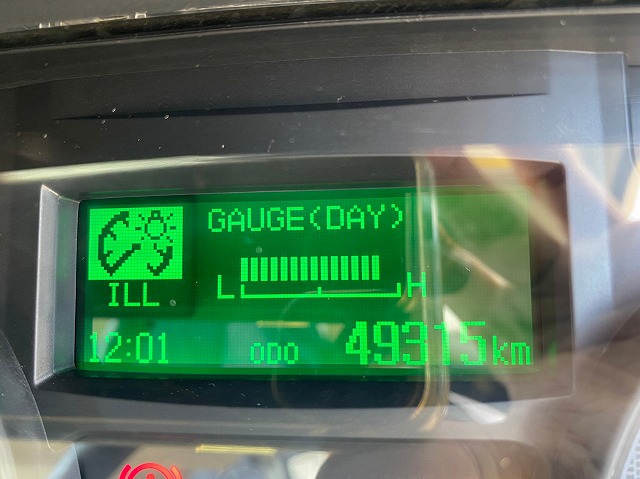 GAUGE(DAY)
ILL
L H
12:01 ODO 49315km